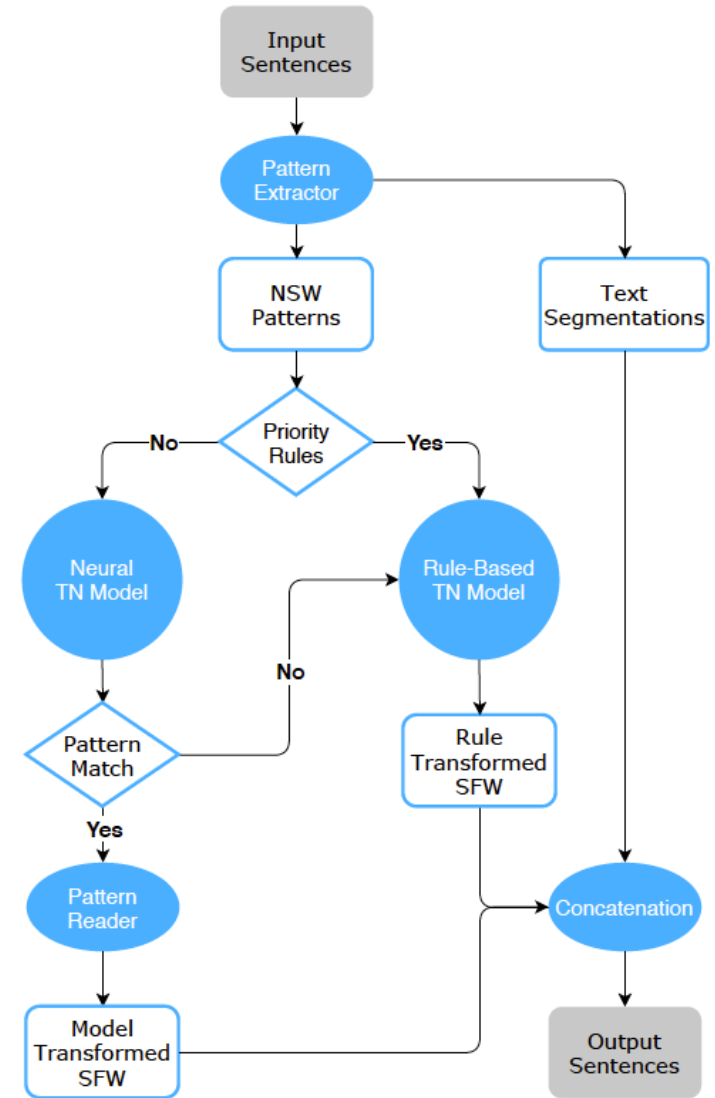 Input
Sentences
Pattern
Extractor
NSW
Patterns
Text
Segmentations
Priority
Rules
No
Yes
Neural
TN Model
Rule-Based
TN Model
No
Pattern
Match
Rule
Transformed
SFW
Yes
Pattern
Reader
Concatenation
Model
Transformed
SFW
Output
Sentences